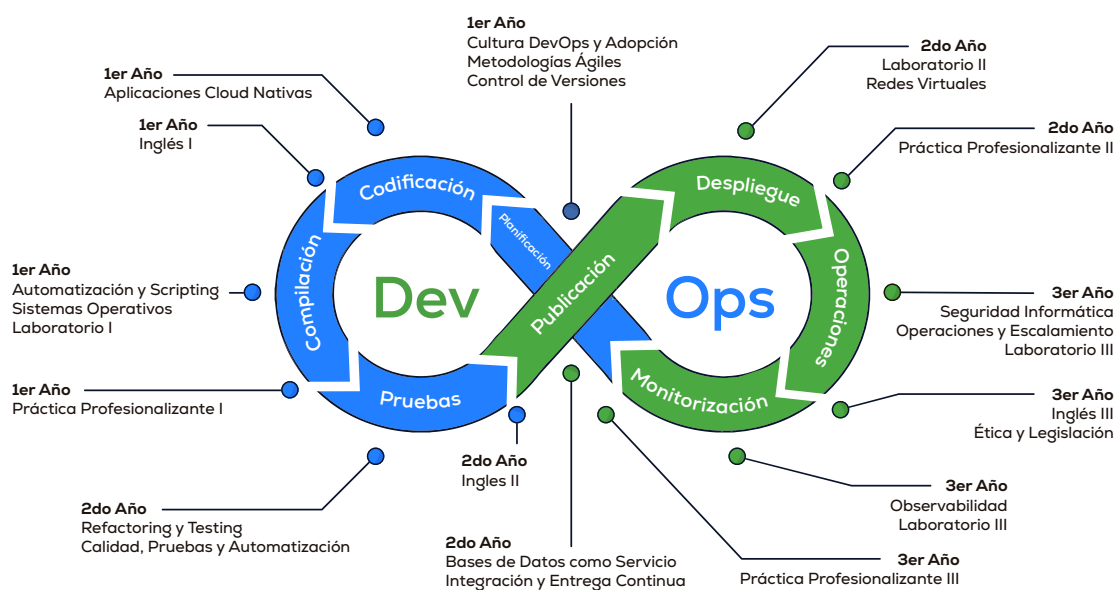 1er Año
Cultura DevOps y Adopción
Metodologías Ágiles
Control de Versiones
1er Año
Aplicaciones Cloud Nativas
1er Año
Inglés I
1er Año
Automatización y Scripting
Sistemas Operativos
Laboratorio I
1er Año
Práctica Profesionalizante I
2do Año
Refactoring y Testing
Calidad, Pruebas y Automatización
2do Año
Ingles II
2do Año
Bases de Datos como Servicio
Integración y Entrega Continua
2do Año
Laboratorio II
Redes Virtuales
2do Año
Práctica Profesionalizante II
3er Año
Seguridad Informática
Operaciones y Escalamiento
Laboratorio III
3er Año
Inglés III
Ética y Legislación
3er Año
Observabilidad
Laboratorio III
3er Año
Práctica Profesionalizante III
Planificación
Codificación
Compilación
Pruebas
Publicación
Despliegue
Operaciones
Monitorización
Dev
Ops